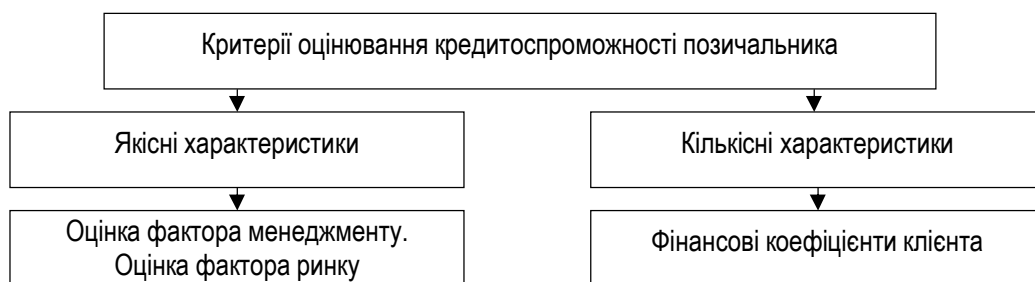 Критерії оцінювання кредитоспроможності позичальника
Якісні характеристики
Кількісні характеристики
Оцінка фактора менеджменту.
Оцінка фактора ринку
Фінансові коефіцієнти клієнта